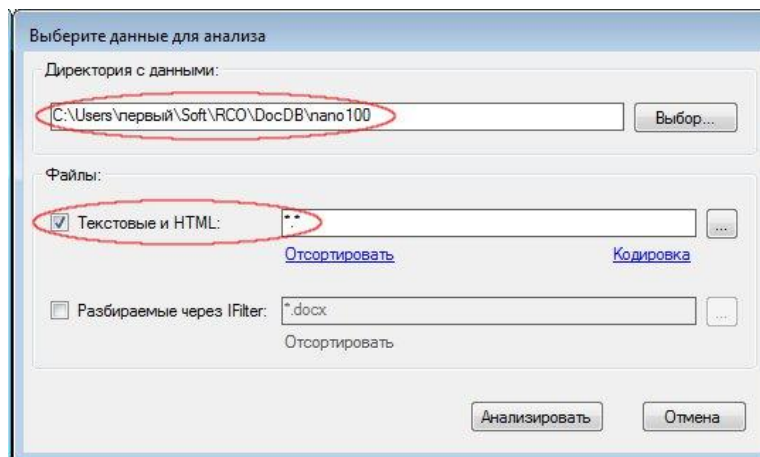 Выберите данные для анализа
Директория с данными:
C:\Users\первый\Soft\RCO\DocDB\nano100
Выбор...
Файлы:
Текстовые и HTML: *.* ...
Отсортировать Кодировка
Разбираемые через IFilter: *.docx ...
Отсортировать
Анализировать Отмена